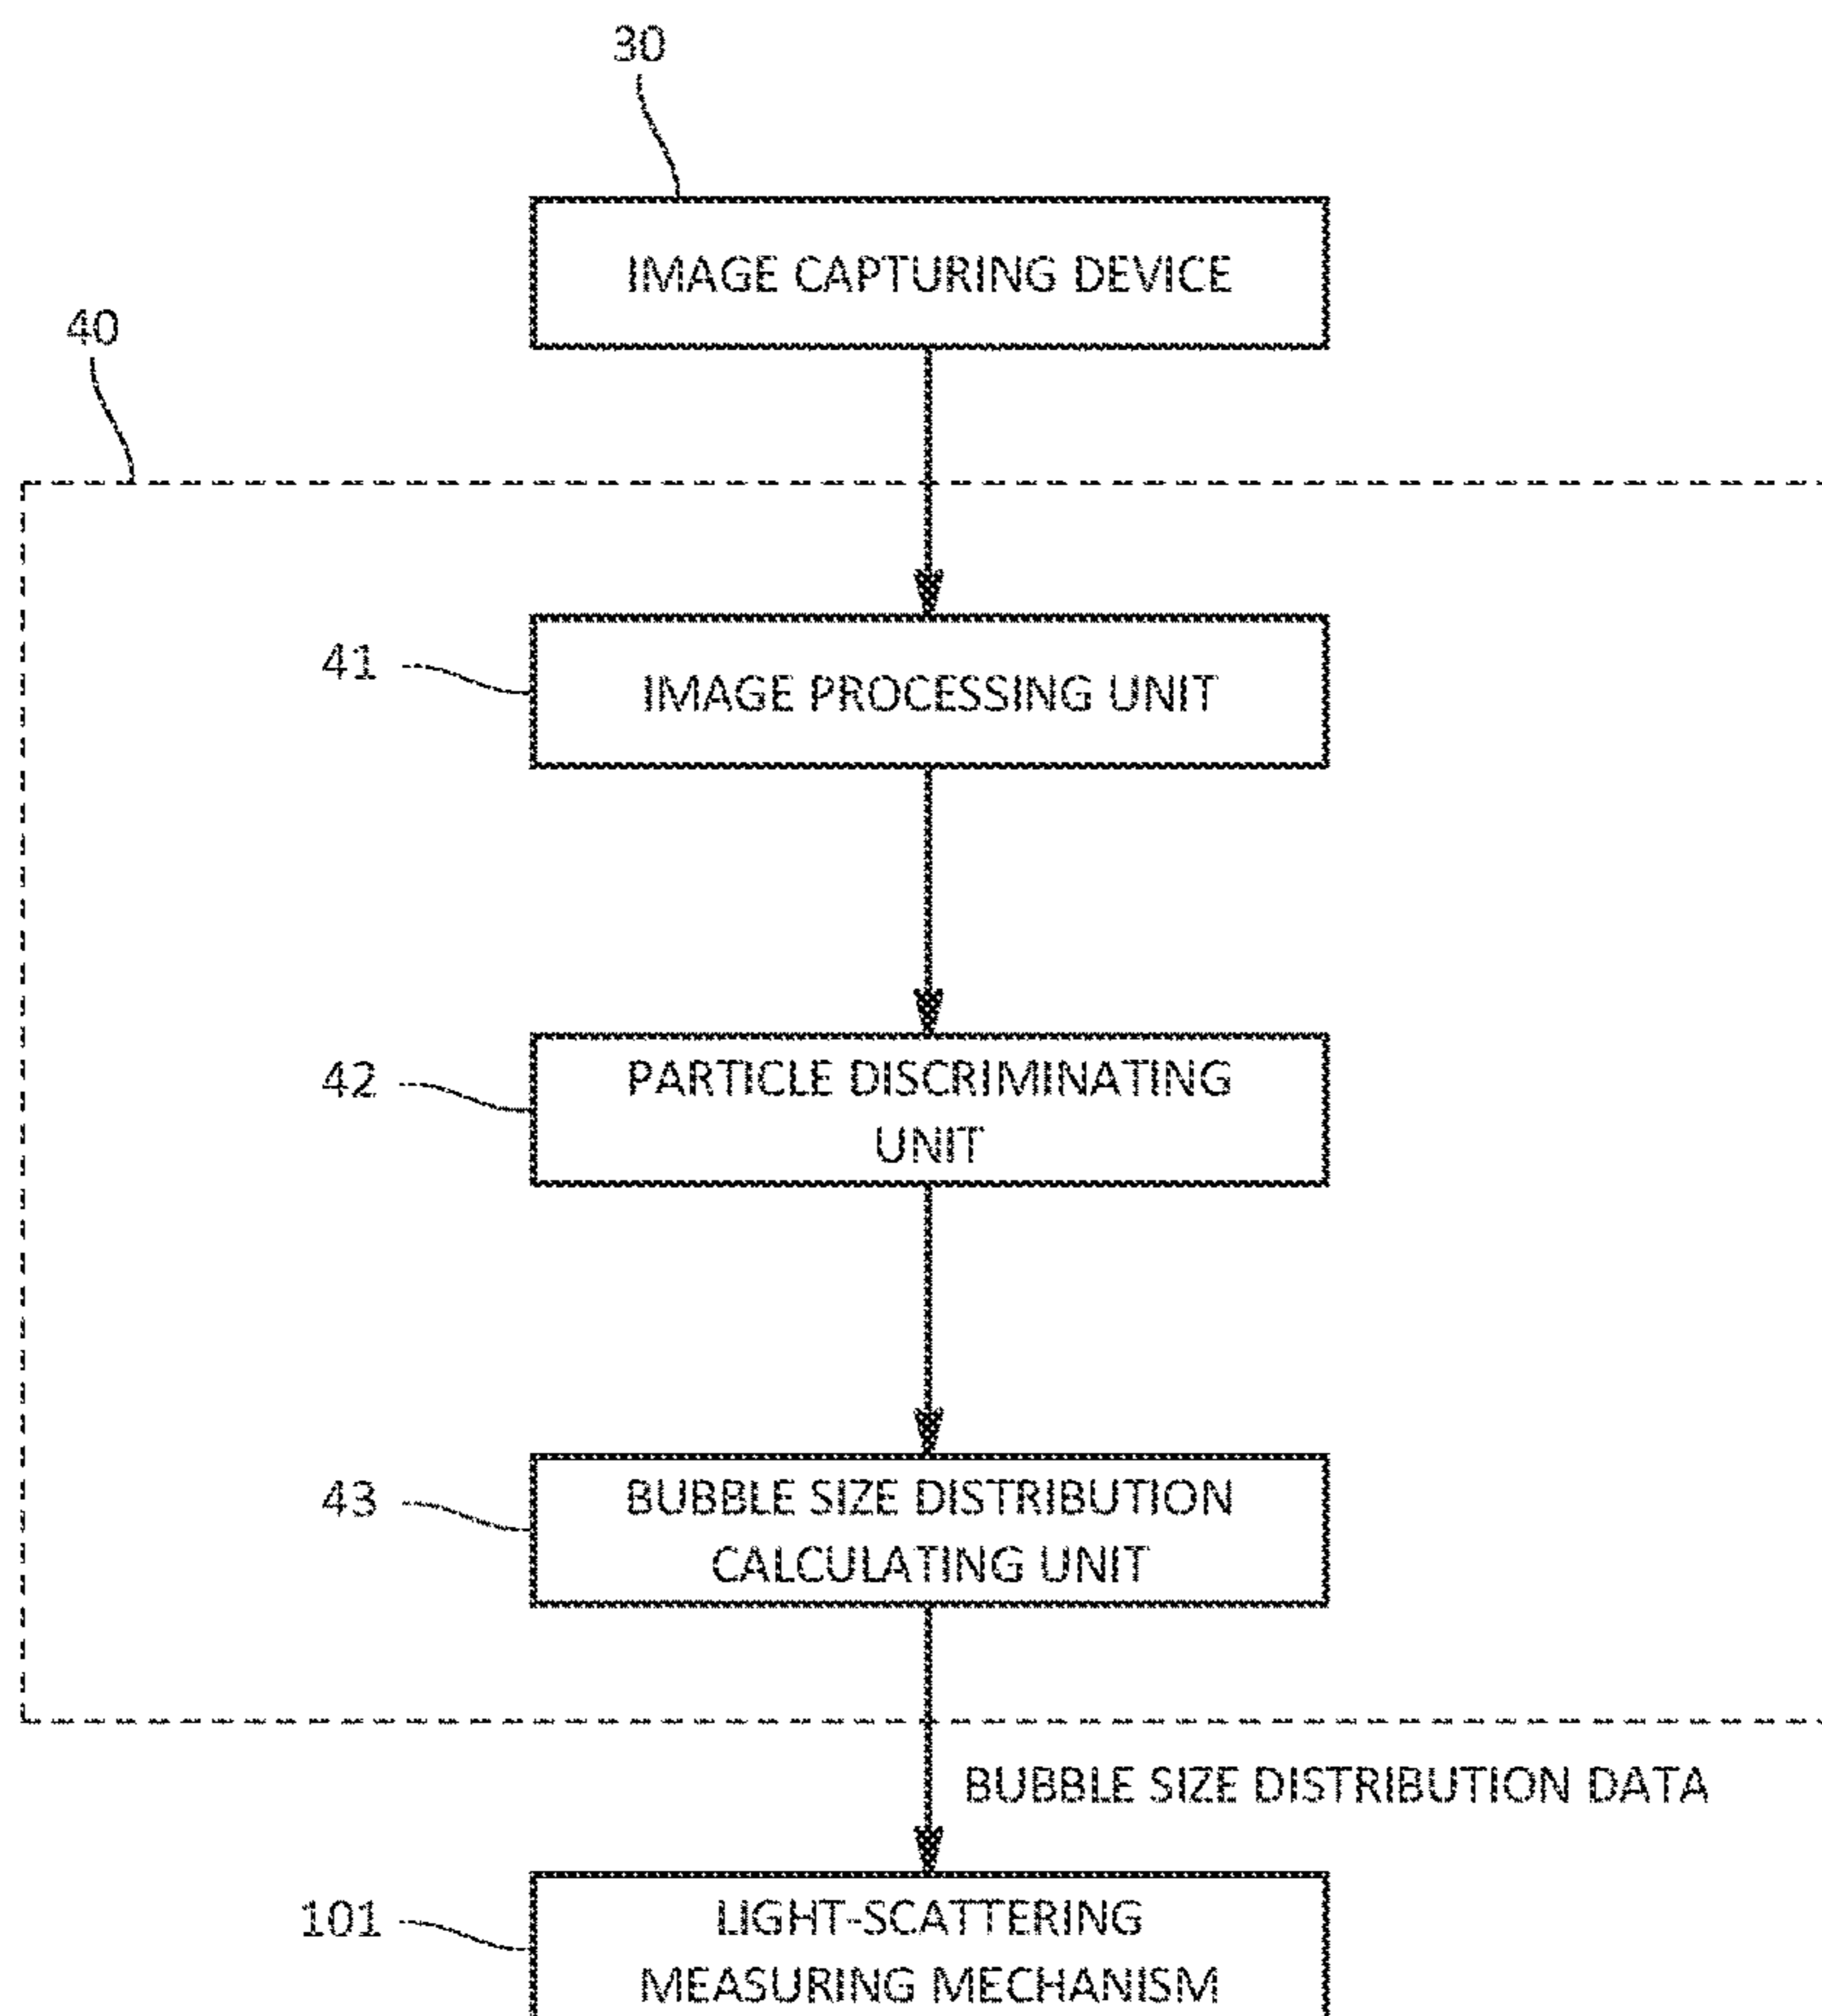 30
IMAGE CAPTURING DEVICE
40
41
IMAGE PROCESSING UNIT
42
PARTICLE DISCRIMINATING
UNIT
43
BUBBLE SIZE DISTRIBUTION
CALCULATING UNIT
BUBBLE SIZE DISTRIBUTION DATA
101
LIGHT-SCATTERING
MEASURING MECHANISM